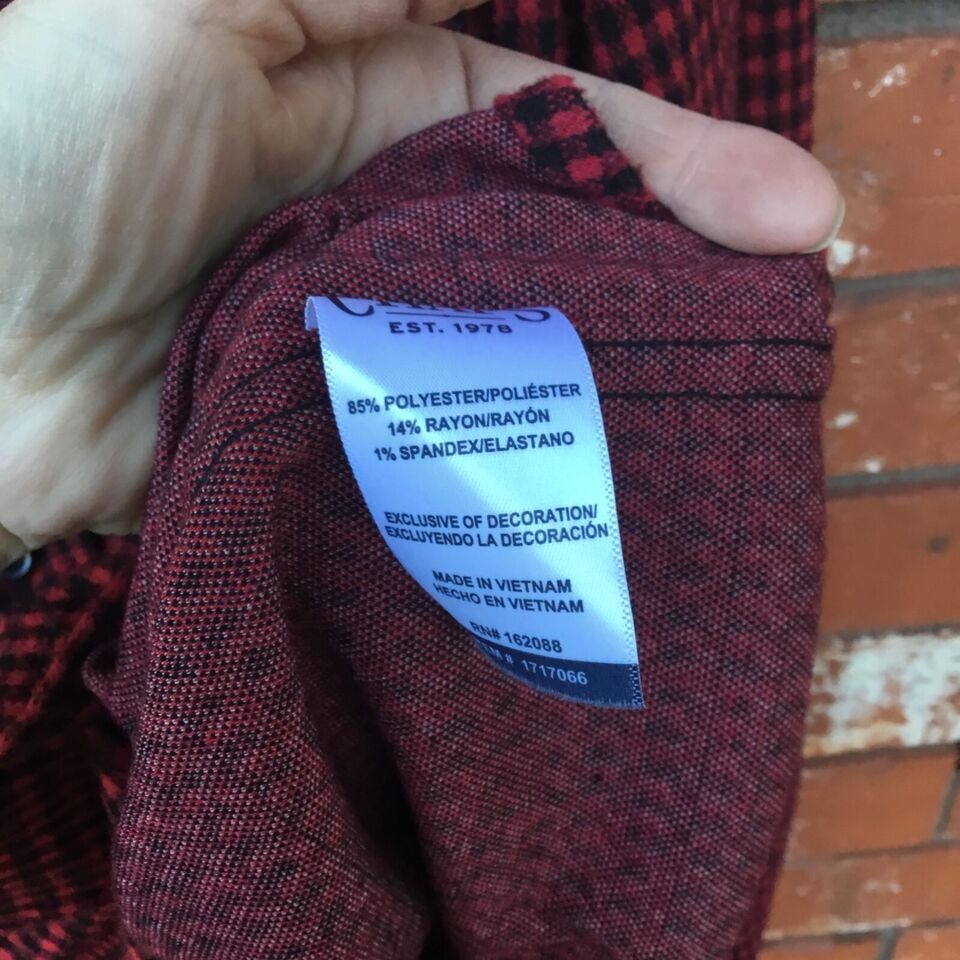 EST. 1978
85% POLYESTER/POLIÉSTER
14% RAYON/RAYÓN
1% SPANDEX/ELASTANO
EXCLUSIVE OF DECORATION/
EXCLUYENDO LA DECORACIÓN
MADE IN VIETNAM
HECHO EN VIETNAM
RN# 162088
# 1717066